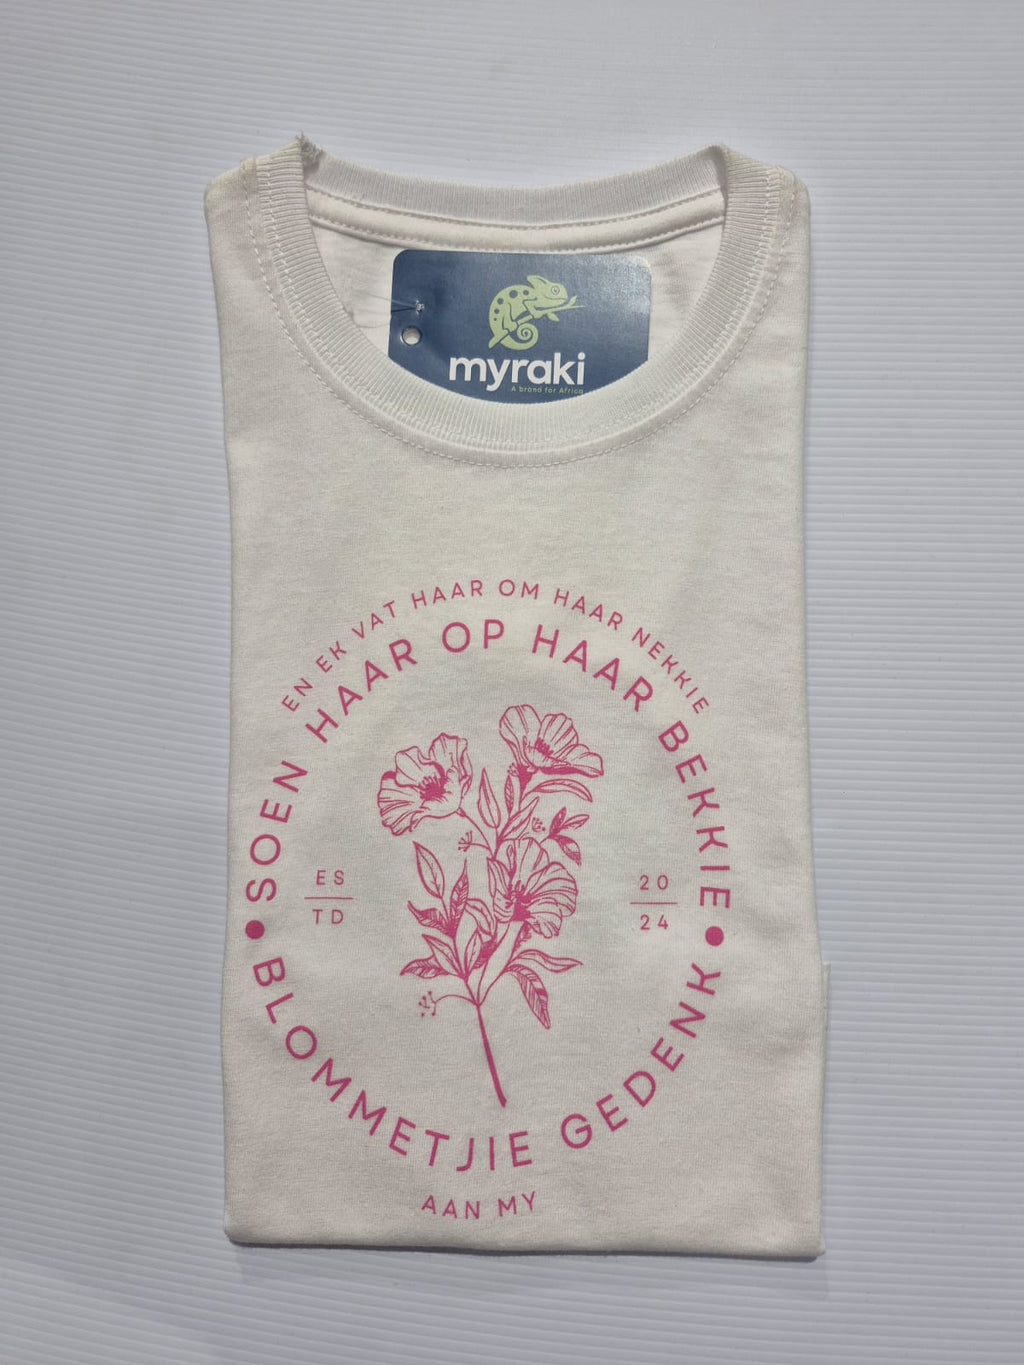 myraki
A brand for Africa
EN EK VAT HAAR OM HAAR NEKKIE
SOEN HAAR OP HAAR BEKKIE
ES
TD
20
24
BLOMMETJIE GEDENK
AAN MY